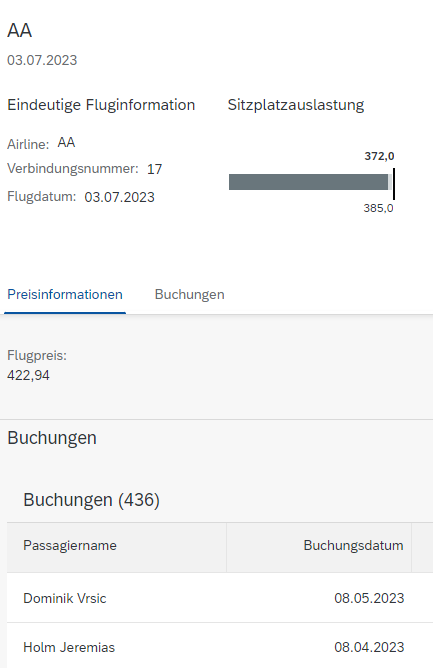 AA
03.07.2023
Eindeutige Fluginformation
Sitzplatzauslastung
Airline: AA
Verbindungsnummer: 17
Flugdatum: 03.07.2023
372,0
385,0
Preisinformationen Buchungen
Flugpreis:
422,94
Buchungen
Buchungen (436)
Passagiername Buchungsdatum
Dominik Vrsic 08.05.2023
Holm Jeremias 08.04.2023